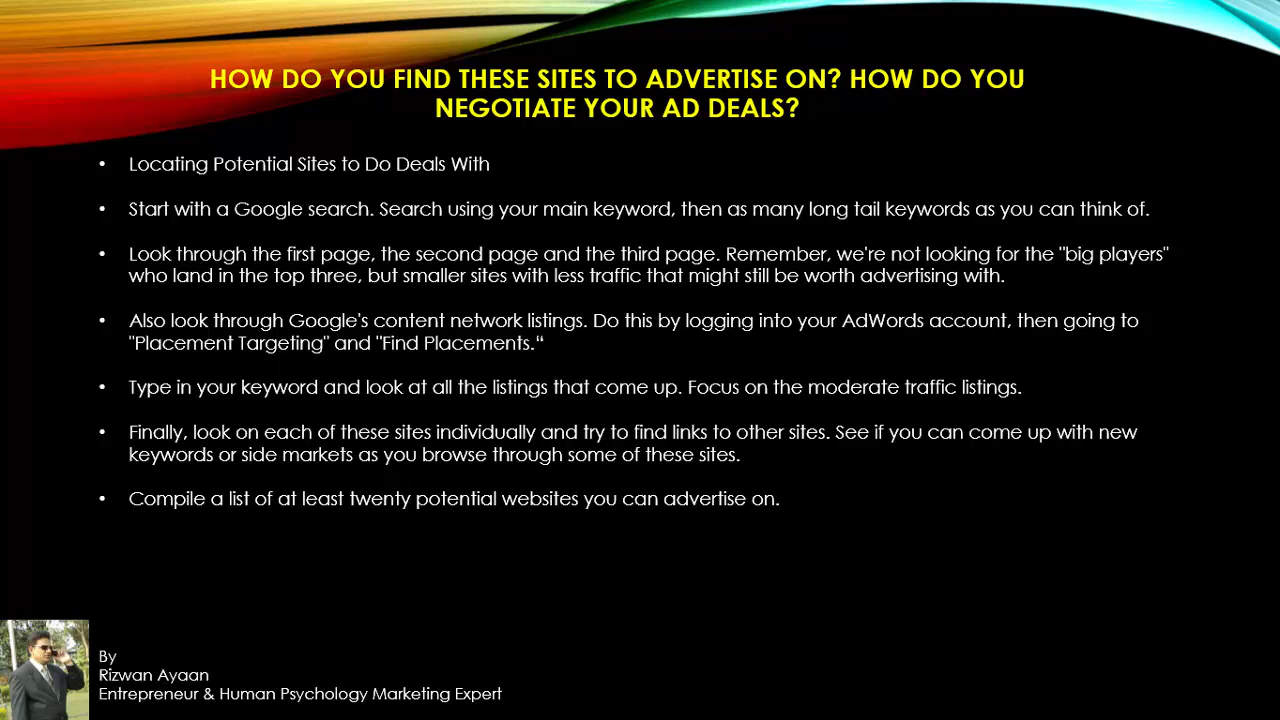 HOW DO YOU FIND THESE SITES TO ADVERTISE ON? HOW DO YOU
NEGOTIATE YOUR AD DEALS?
• Locating Potential Sites to Do Deals With
• Start with a Google search. Search using your main keyword, then as many long tail keywords as you can think of.
• Look through the first page, the second page and the third page. Remember, we're not looking for the "big players"
who land in the top three, but smaller sites with less traffic that might still be worth advertising with.
• Also look through Google's content network listings. Do this by logging into your AdWords account, then going to
"Placement Targeting" and "Find Placements.“
• Type in your keyword and look at all the listings that come up. Focus on the moderate traffic listings.
• Finally, look on each of these sites individually and try to find links to other sites. See if you can come up with new
keywords or side markets as you browse through some of these sites.
• Compile a list of at least twenty potential websites you can advertise on.
By
Rizwan Ayaan
Entrepreneur & Human Psychology Marketing Expert